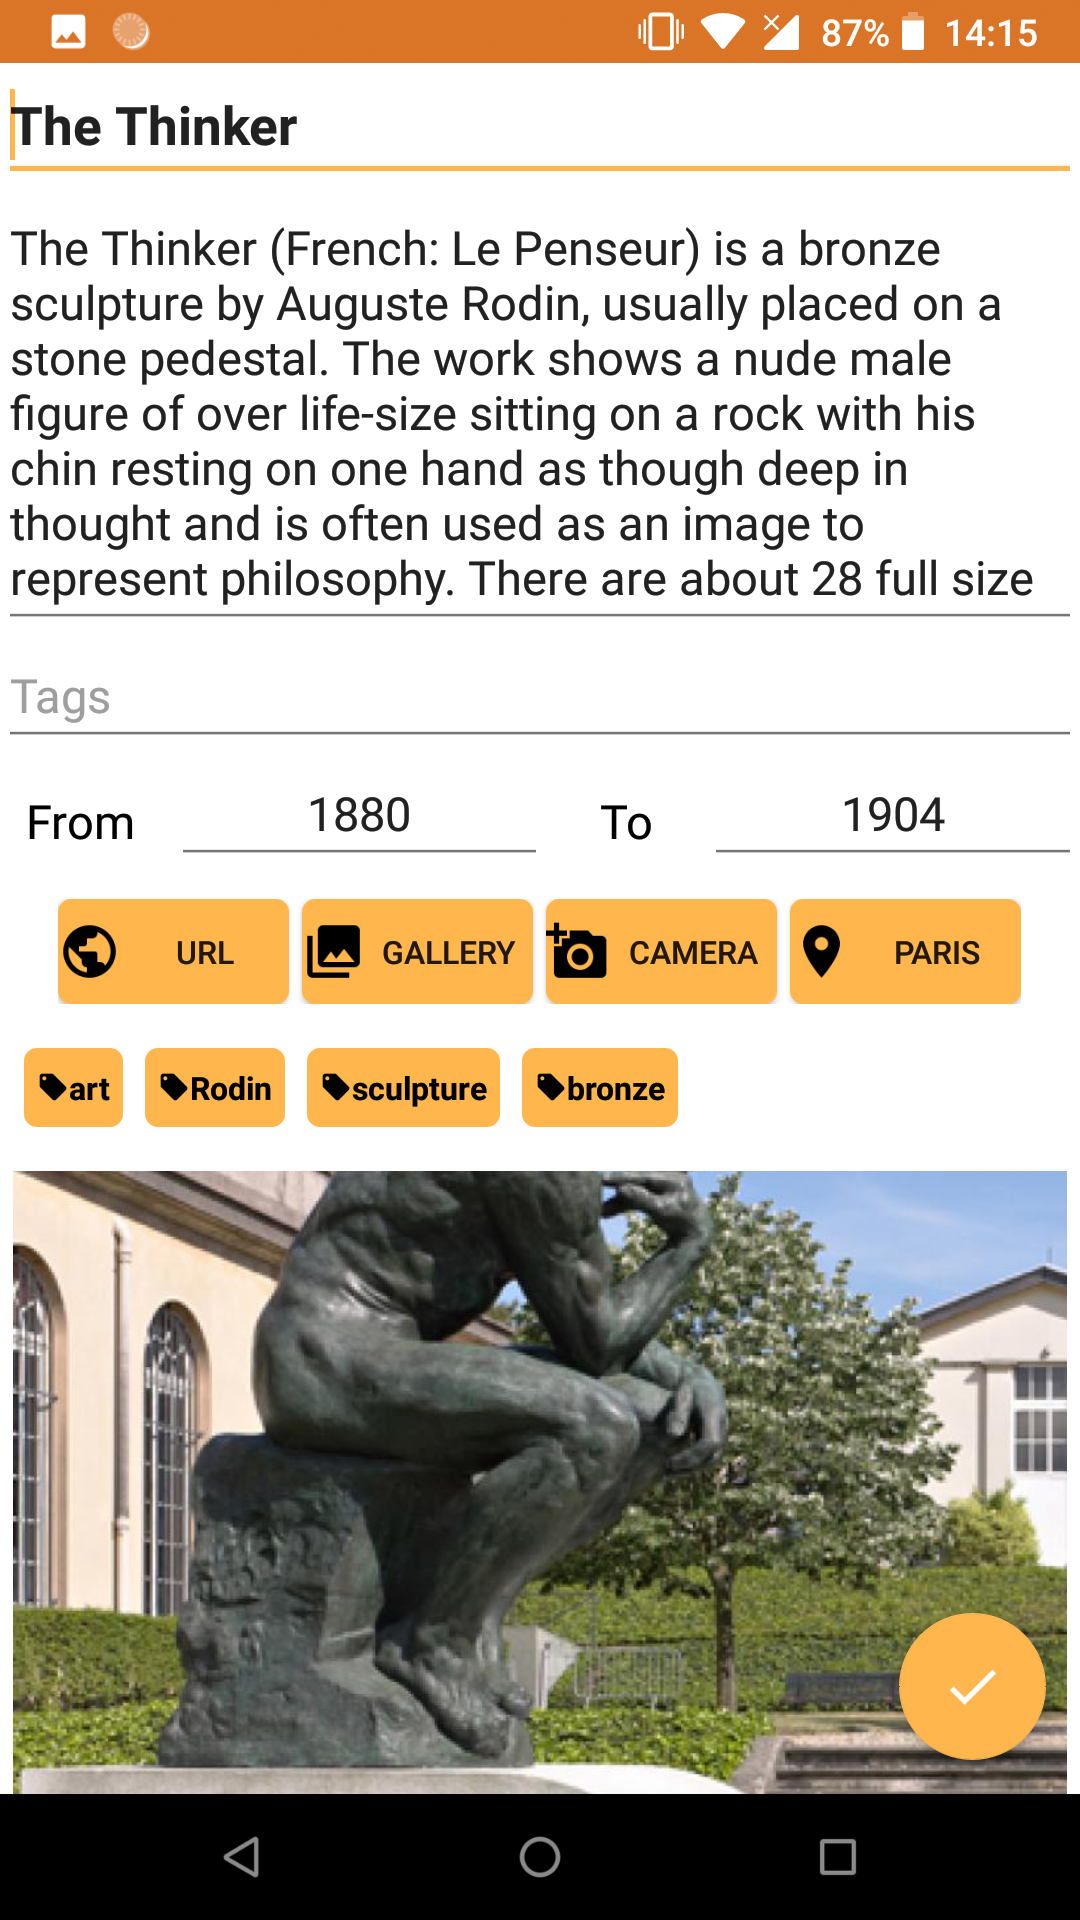 87% 14:15
The Thinker
The Thinker (French: Le Penseur) is a bronze
sculpture by Auguste Rodin, usually placed on a
stone pedestal. The work shows a nude male
figure of over life-size sitting on a rock with his
chin resting on one hand as though deep in
thought and is often used as an image to
represent philosophy. There are about 28 full size
Tags
From 1880 To 1904
URL GALLERY CAMERA PARIS
art Rodin sculpture bronze